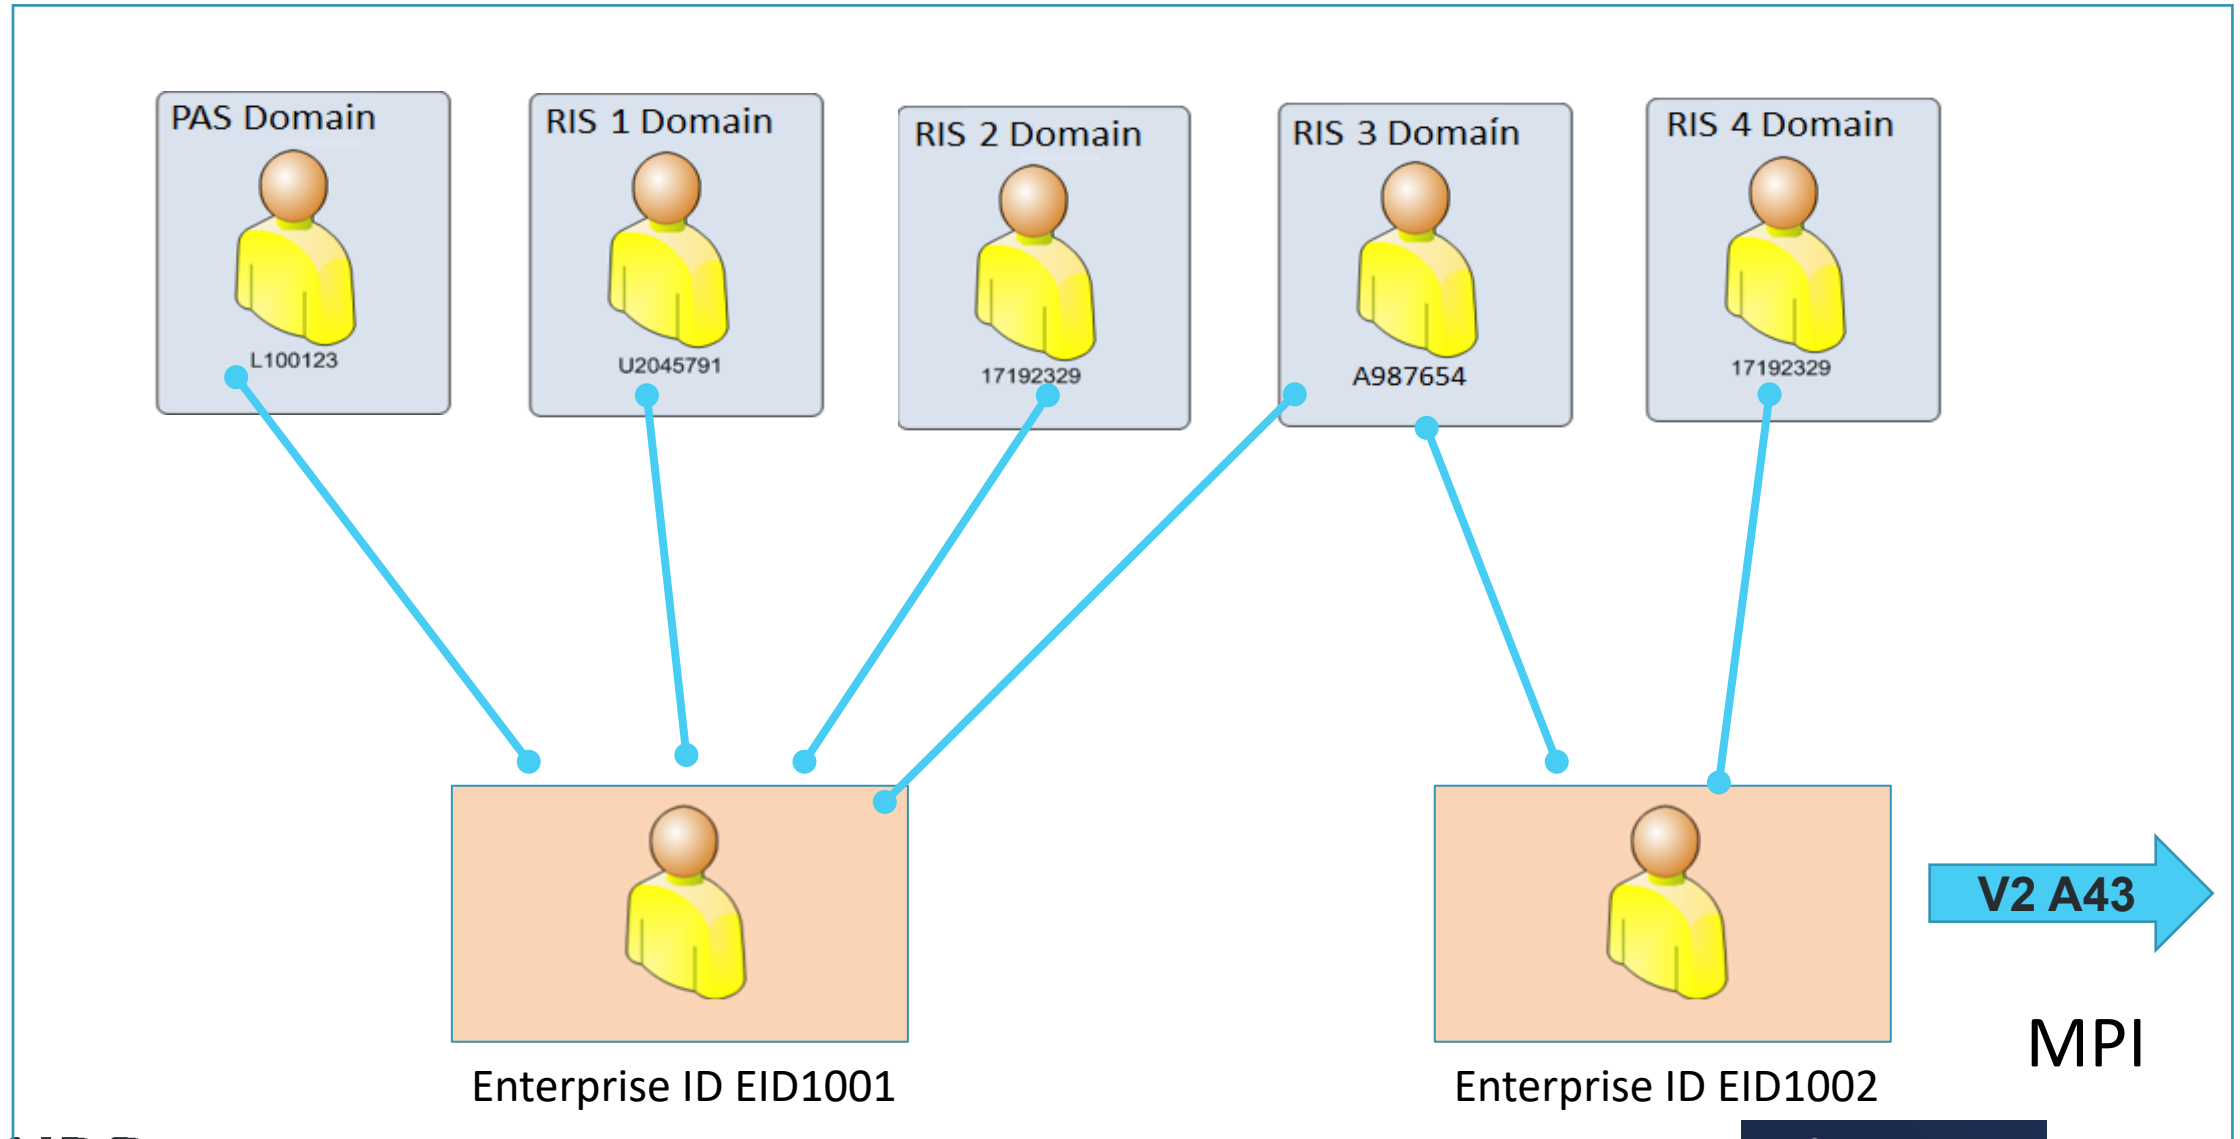 PAS Domain
RIS 1 Domain
RIS 2 Domain
RIS 3 Domaín
RIS 4 Domain
L100123
U2045791
17192329
A987654
17192329
V2 A43
MPI
Enterprise ID EID1001
Enterprise ID EID1002